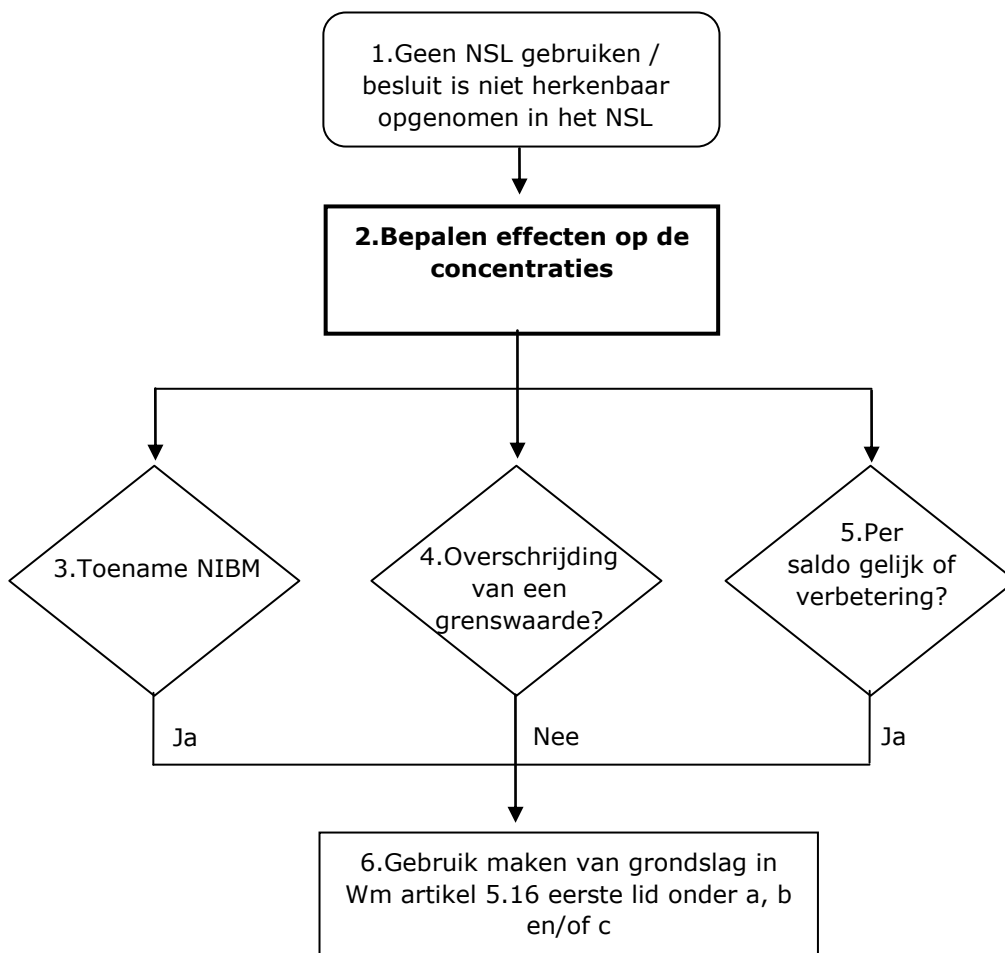 1.Geen NSL gebruiken /
besluit is niet herkenbaar
opgenomen in het NSL
2.Bepalen effecten op de
concentraties
3.Toename NIBM
4.Overschrijding
van een
grenswaarde?
5.Per
saldo gelijk of
verbetering?
Ja
Nee
Ja
6.Gebruik maken van grondslag in
Wm artikel 5.16 eerste lid onder a, b
en/of c